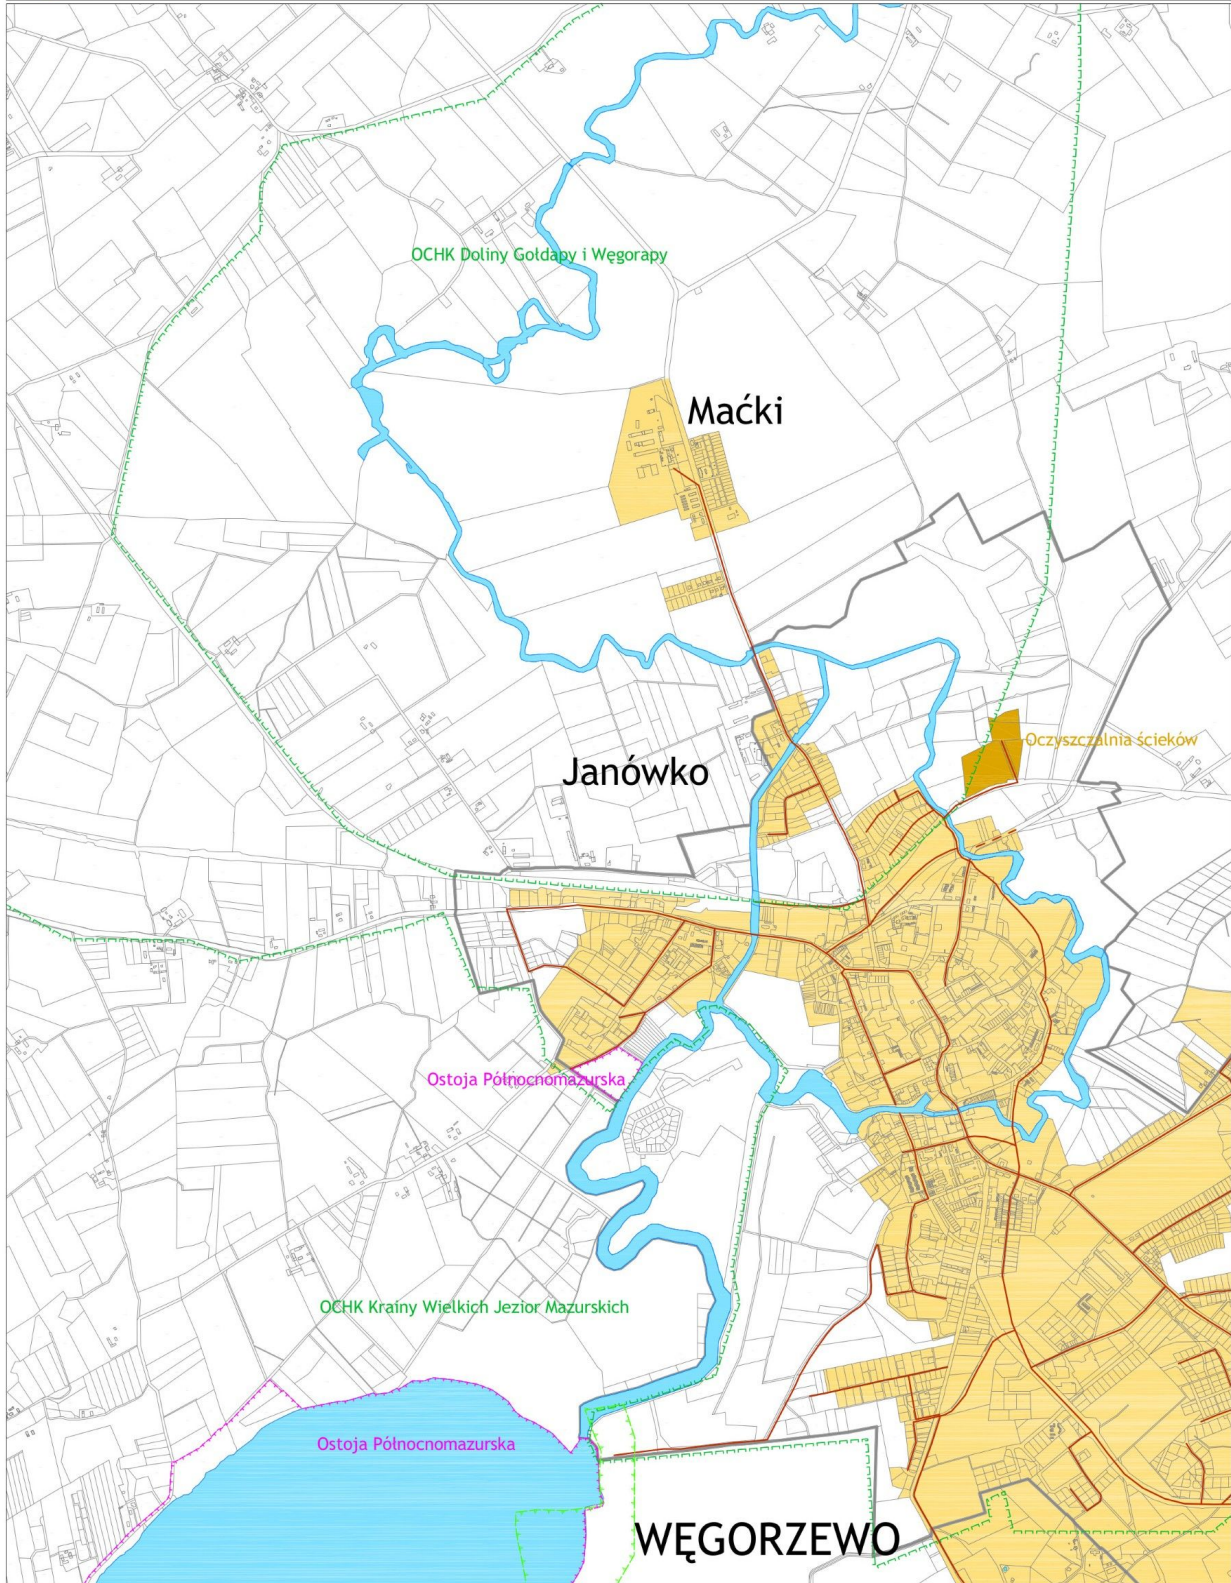 OCHK Doliny Gołdapy i Węgorapy
Maćki
Oczyszczalnia ścieków
Janówko
Ostoja Północnomazurska
OCHK Krainy Wielkich Jezior Mazurskich
Ostoja Północnomazurska
WĘGORZEWO